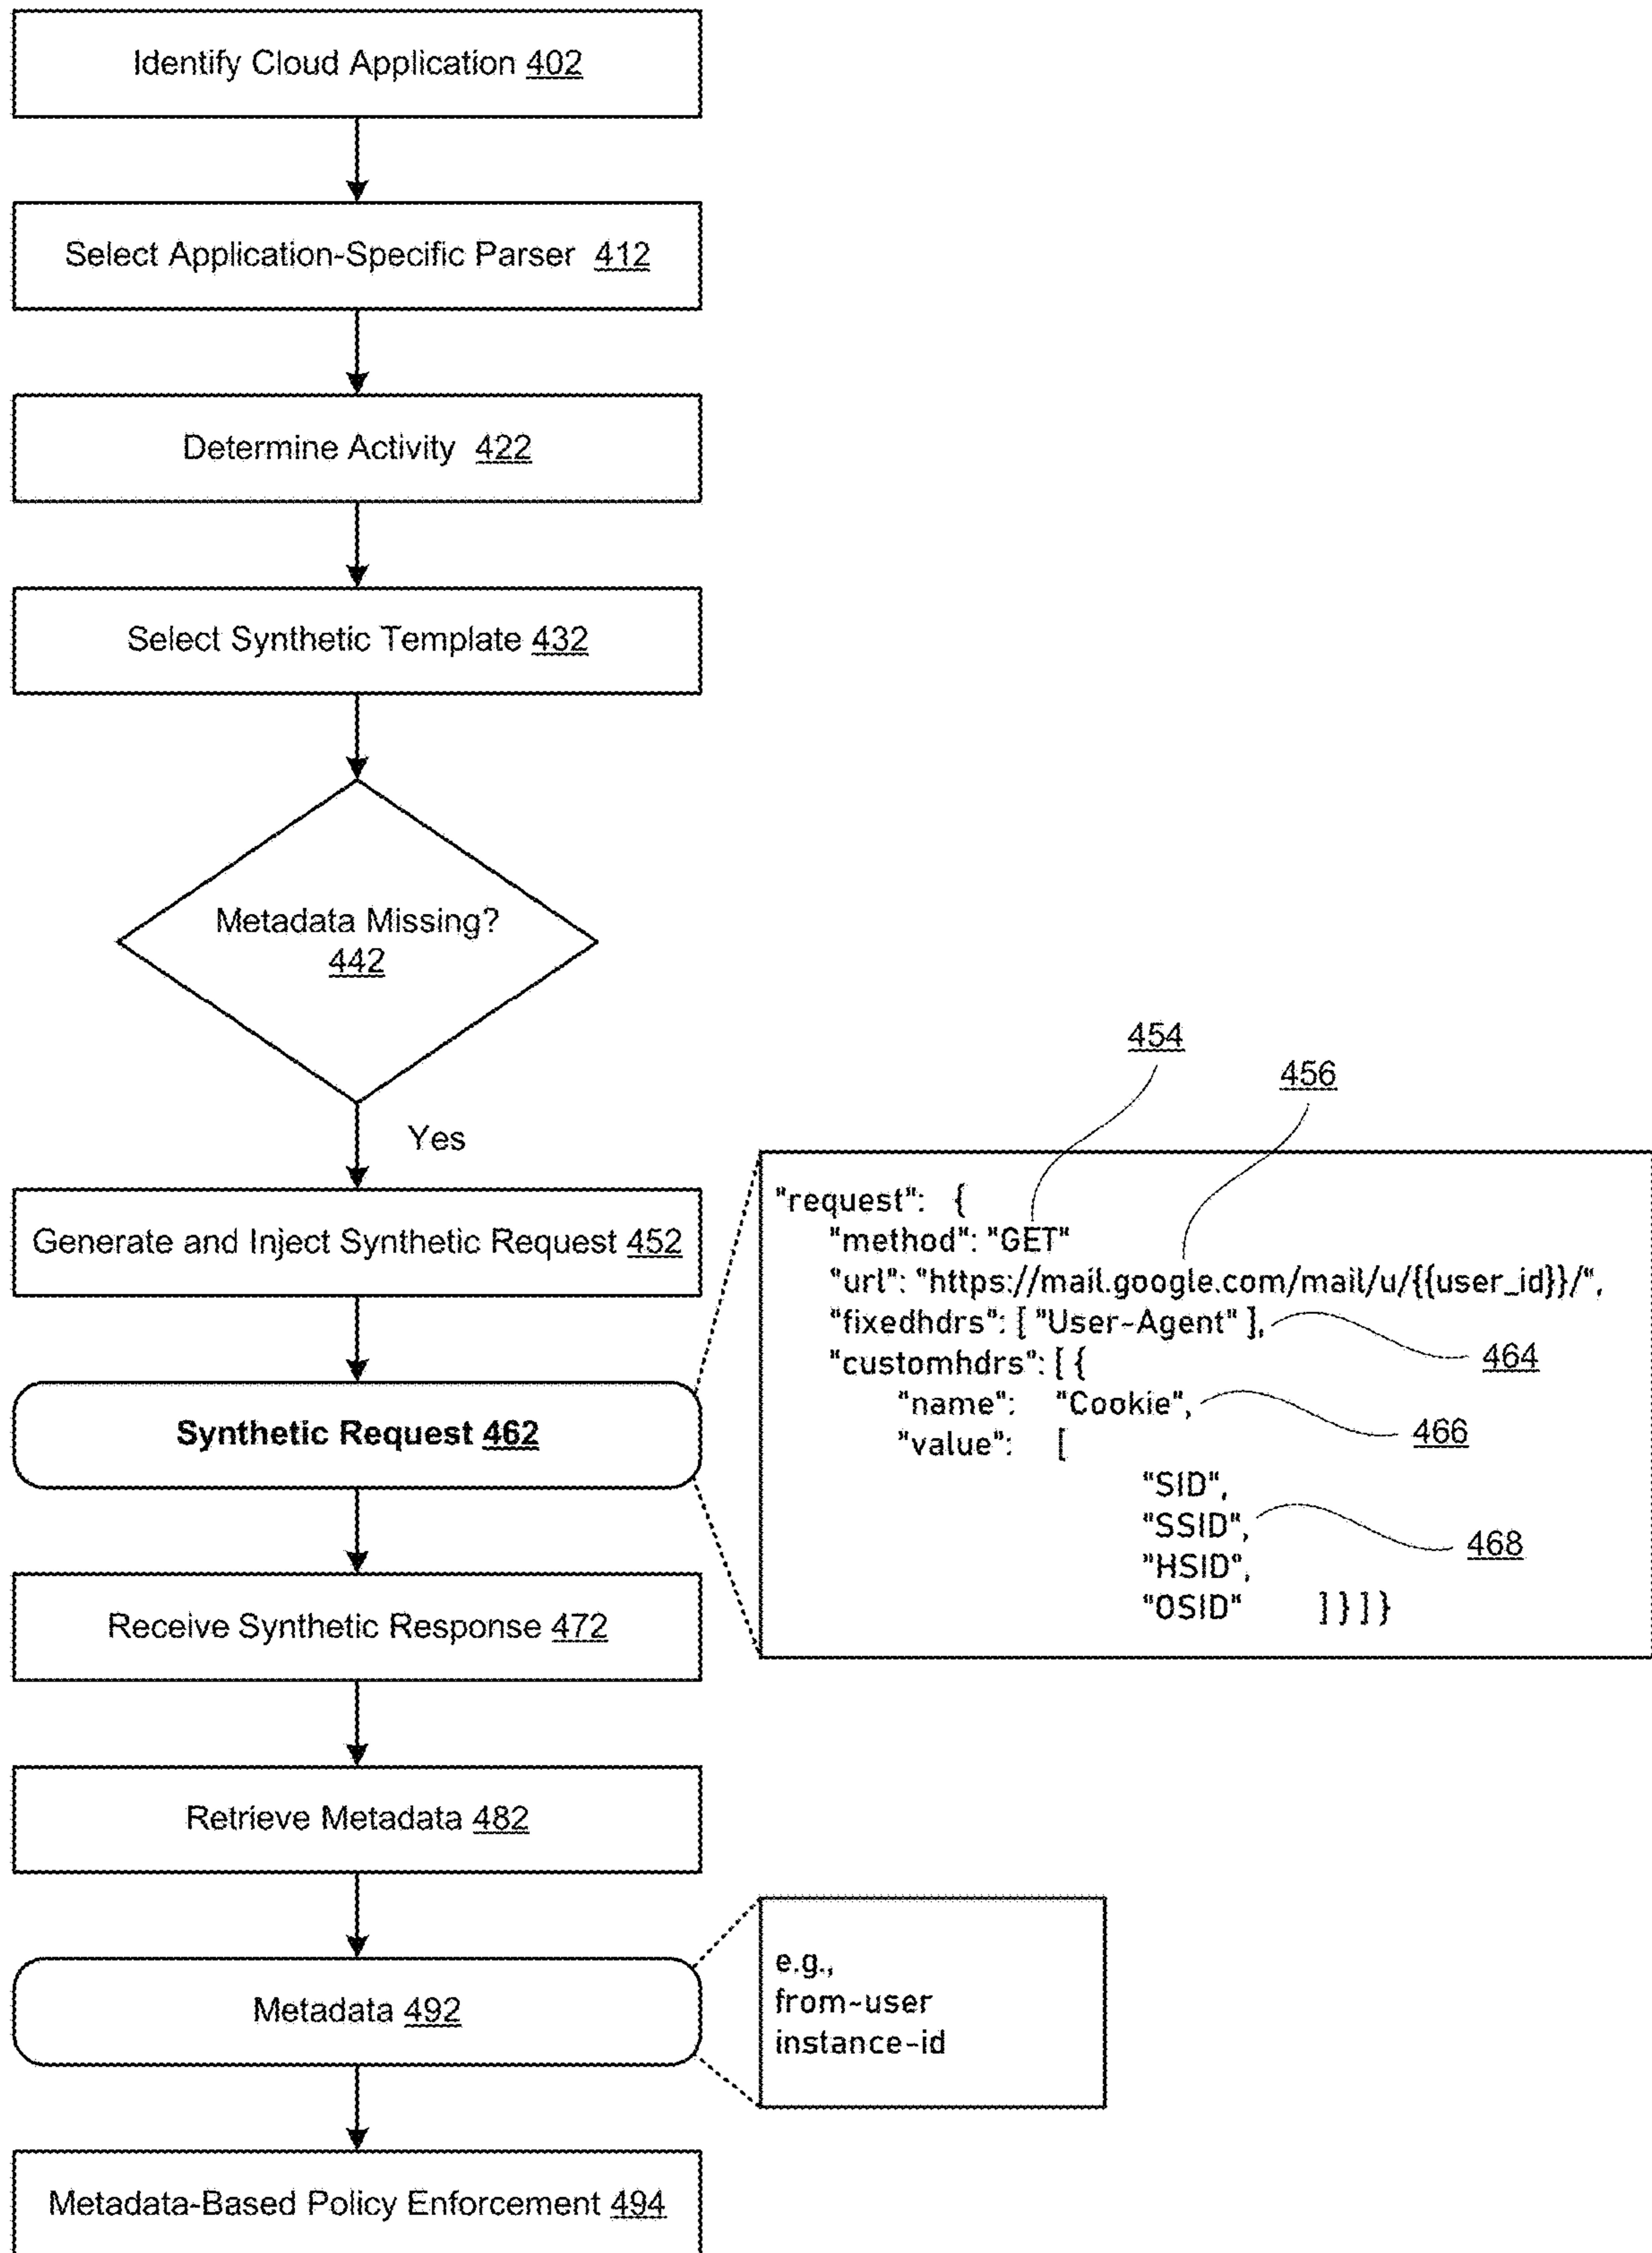 Identify Cloud Application 402
Select Application-Specific Parser 412
Determine Activity 422
Select Synthetic Template 432
Metadata Missing?
442
Yes
Generate and Inject Synthetic Request 452
Synthetic Request 462
454
456
"request": {
"method": "GET"
"url": "https://mail.google.com/mail/u/{{user_id}}/",
"fixedhdrs": [ "User-Agent" ],
464
"customhdrs": [ {
"name": "Cookie",
466
"value": [
"SID",
"SSID",
468
"HSID",
"OSID" ] } ] }
Receive Synthetic Response 472
Retrieve Metadata 482
Metadata 492
e.g.,
from-user
instance-id
Metadata-Based Policy Enforcement 494